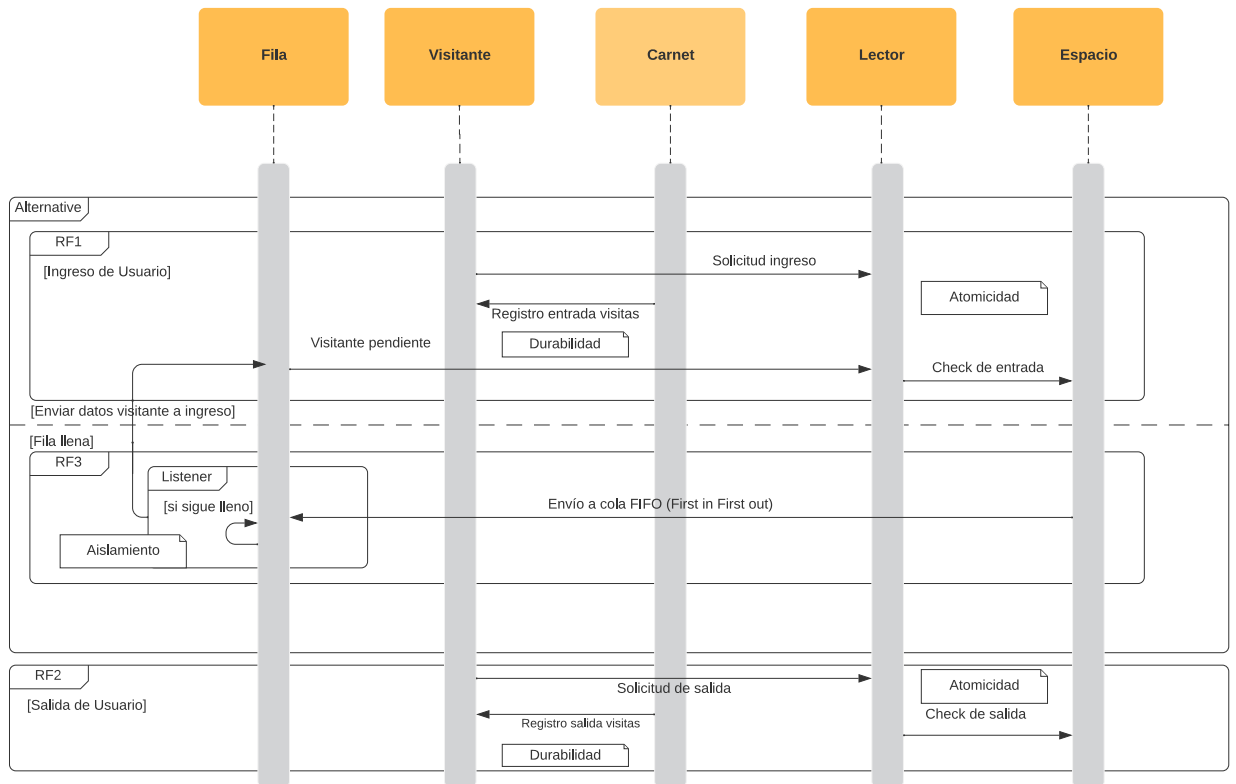 Fila
Visitante
Carnet
Lector
Espacio
Alternative
RF1
[Ingreso de Usuario]
Solicitud ingreso
Atomicidad
Registro entrada visitas
Durabilidad
Visitante pendiente
Check de entrada
[Enviar datos visitante a ingreso]
[Fila llena]
RF3
Listener
[si sigue lleno]
Envío a cola FIFO (First in First out)
Aislamiento
RF2
[Salida de Usuario]
Solicitud de salida
Atomicidad
Registro salida visitas
Check de salida
Durabilidad